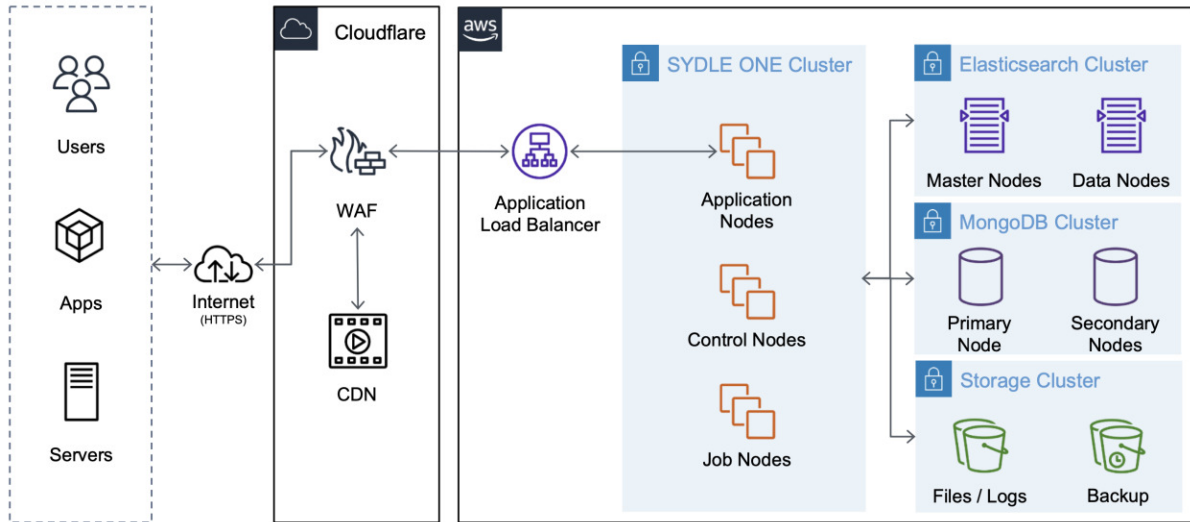 Users
Apps
Servers
Internet
(HTTPS)
Cloudflare
WAF
CDN
aws
Application
Load Balancer
SYDLE ONE Cluster
Application
Nodes
Control Nodes
Job Nodes
Elasticsearch Cluster
Master Nodes
Data Nodes
MongoDB Cluster
Primary
Node
Secondary
Nodes
Storage Cluster
Files / Logs
Backup